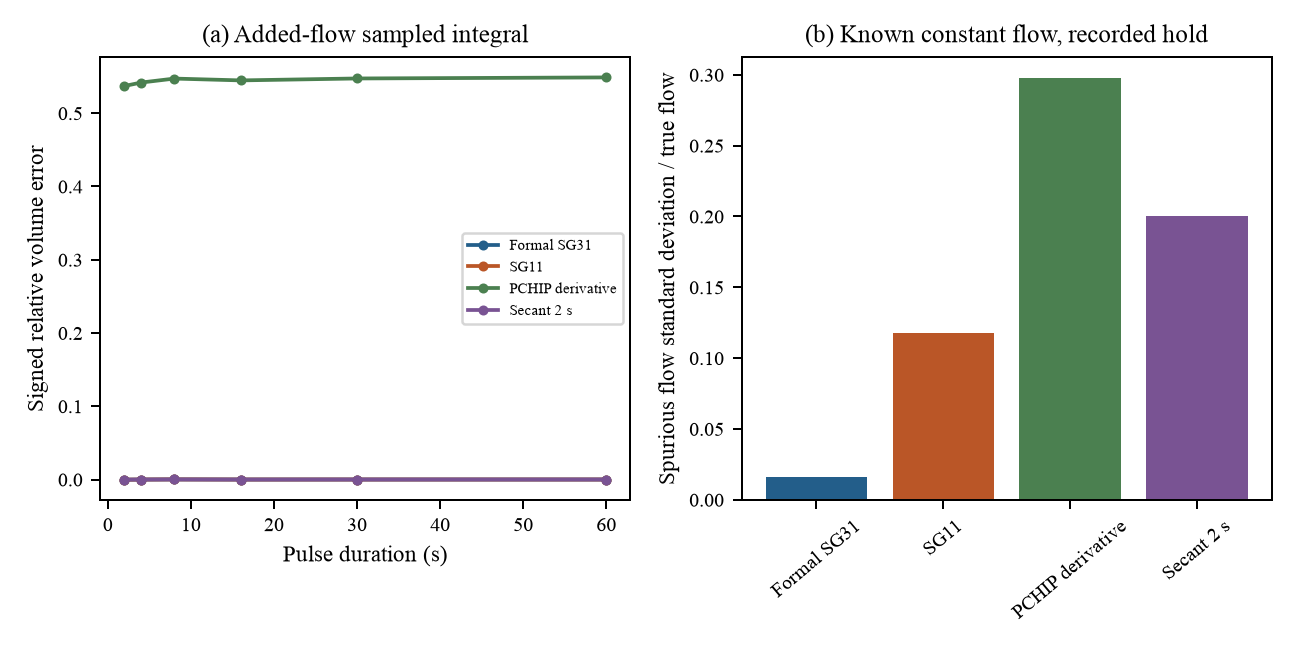 (a) Added-flow sampled integral
Signed relative volume error
0.5
0.4
0.3
0.2
0.1
0.0
0
10
20
30
40
50
60
Pulse duration (s)
Formal SG31
SG11
PCHIP derivative
Secant 2 s
(b) Known constant flow, recorded hold
Spurious flow standard deviation / true flow
0.30
0.25
0.20
0.15
0.10
0.05
0.00
Formal SG31
SG11
PCHIP derivative
Secant 2 s